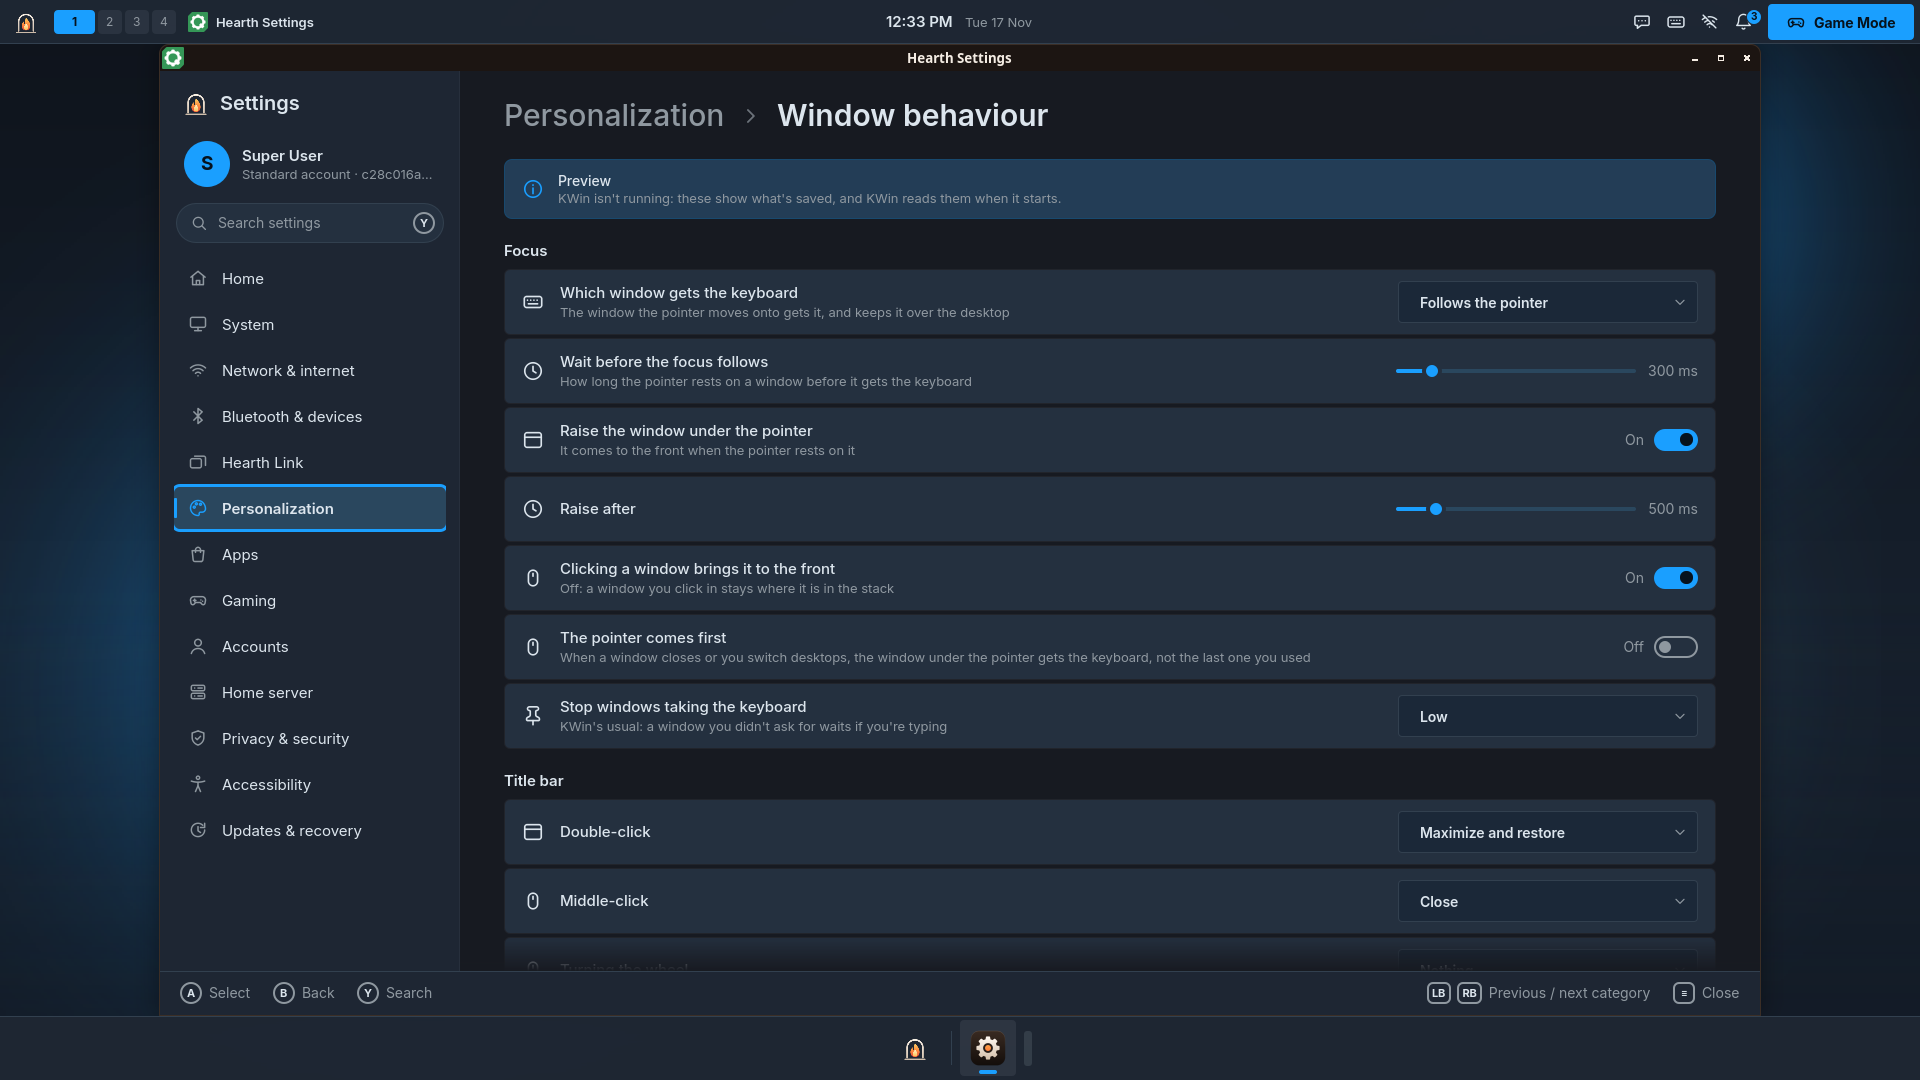 1 2 3 4 Hearth Settings
12:33 PM Tue 17 Nov
3 Game Mode
Hearth Settings
Settings
S Super User
Standard account · c28c016a...
Search settings Y
Home
System
Network & internet
Bluetooth & devices
Hearth Link
Personalization
Apps
Gaming
Accounts
Home server
Privacy & security
Accessibility
Updates & recovery
Personalization > Window behaviour
Preview
KWin isn't running: these show what's saved, and KWin reads them when it starts.
Focus
Which window gets the keyboard
The window the pointer moves onto gets it, and keeps it over the desktop
Follows the pointer
Wait before the focus follows
How long the pointer rests on a window before it gets the keyboard
300 ms
Raise the window under the pointer
It comes to the front when the pointer rests on it
On
Raise after
500 ms
Clicking a window brings it to the front
Off: a window you click in stays where it is in the stack
On
The pointer comes first
When a window closes or you switch desktops, the window under the pointer gets the keyboard, not the last one you used
Off
Stop windows taking the keyboard
KWin's usual: a window you didn't ask for waits if you're typing
Low
Title bar
Double-click
Maximize and restore
Middle-click
Close
Turning the wheel
Nothing
A Select B Back Y Search
LB RB Previous / next category Close